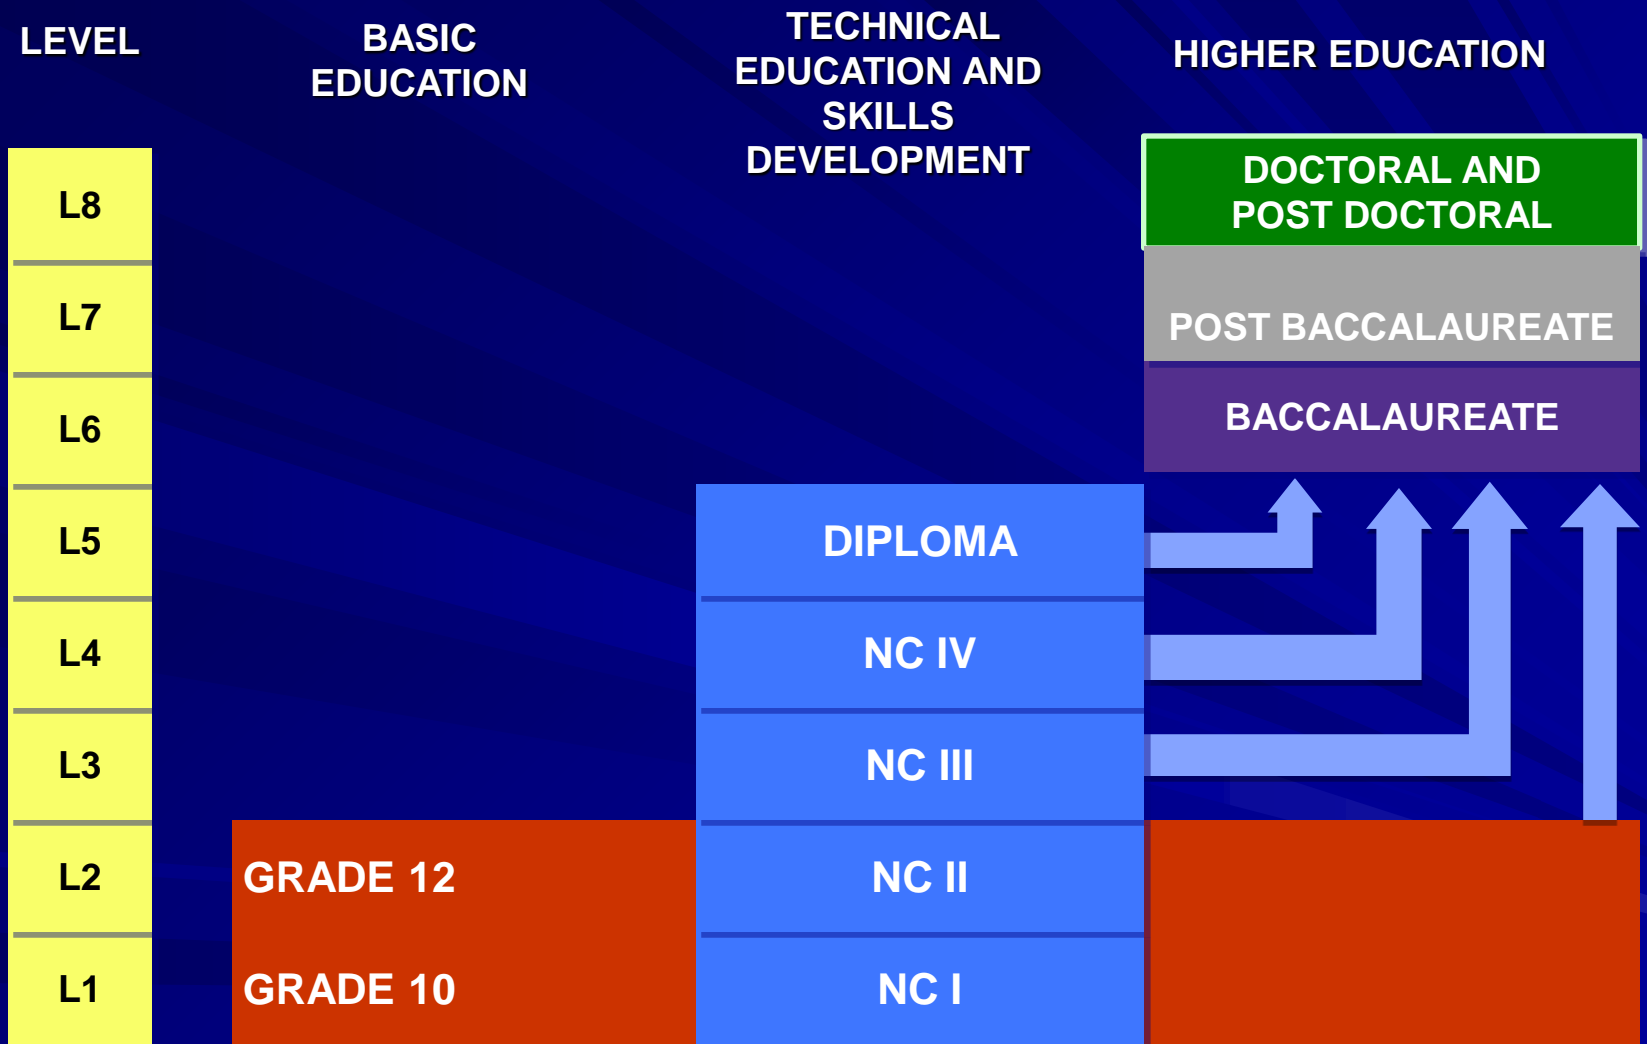 LEVEL
BASIC
EDUCATION
TECHNICAL
EDUCATION AND
SKILLS
DEVELOPMENT
HIGHER EDUCATION
L8
DOCTORAL AND
POST DOCTORAL
L7
POST BACCALAUREATE
L6
BACCALAUREATE
L5
DIPLOMA
L4
NC IV
L3
NC III
L2
GRADE 12
NC II
L1
GRADE 10
NC I